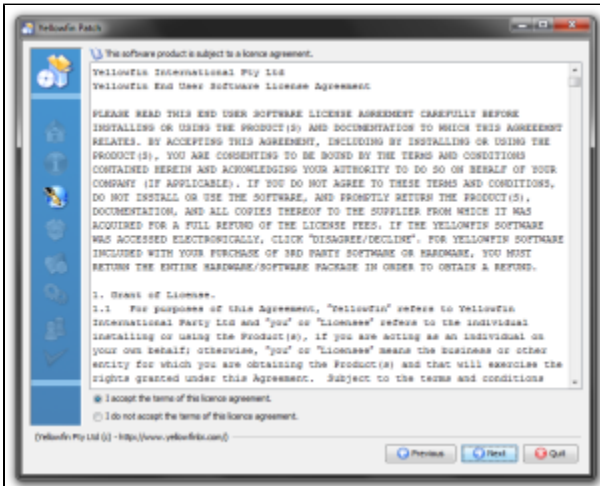 Yellowfin Patch
This software product is subject to a licence agreement.
Yellowfin International Pty Ltd
Yellowfin End User Software License Agreement
PLEASE READ THIS END USER SOFTWARE LICENSE AGREEMENT CAREFULLY BEFORE
INSTALLING OR USING THE PRODUCT(S) AND DOCUMENTATION TO WHICH THIS AGREEMENT
RELATES. BY ACCEPTING THIS AGREEMENT, INCLUDING BY INSTALLING OR USING THE
PRODUCT(S), YOU ARE CONSENTING TO BE BOUND BY THE TERMS AND CONDITIONS
CONTAINED HEREIN AND ACKNOWLEDGING YOUR AUTHORITY TO DO SO ON BEHALF OF YOUR
COMPANY (IF APPLICABLE). IF YOU DO NOT AGREE TO THESE TERMS AND CONDITIONS,
DO NOT INSTALL OR USE THE SOFTWARE, AND PROMPTLY RETURN THE PRODUCT(S),
DOCUMENTATION, AND ALL COPIES THEREOF TO THE SUPPLIER FROM WHICH IT WAS
ACQUIRED FOR A FULL REFUND OF THE LICENSE FEES. IF THE YELLOWFIN SOFTWARE
WAS ACCESSED ELECTRONICALLY, CLICK "DISAGREE/DECLINE". FOR YELLOWFIN SOFTWARE
INCLUDED WITH YOUR PURCHASE OF 3RD PARTY SOFTWARE OR HARDWARE, YOU MUST
RETURN THE ENTIRE HARDWARE/SOFTWARE PACKAGE IN ORDER TO OBTAIN A REFUND.
1. Grant of License.
1.1 For purposes of this Agreement, "Yellowfin" refers to Yellowfin
International Party Ltd and "you" or "Licensee" refers to the individual
installing or using the Product(s), if you are acting as an individual on
your own behalf; otherwise, "you" or "Licensee" means the business or other
entity for which you are obtaining the Product(s) and that will exercise the
rights granted under this Agreement. Subject to the terms and conditions
I accept the terms of this licence agreement.
I do not accept the terms of this licence agreement.
(Yellowfin Pty Ltd (c) - http://www.yellowfinbi.com/)
Previous
Next
Quit